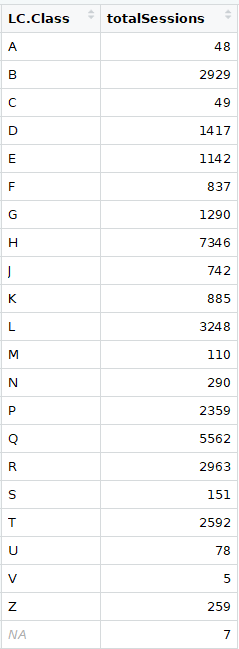 LC.Class totalSessions
A 48
B 2929
C 49
D 1417
E 1142
F 837
G 1290
H 7346
J 742
K 885
L 3248
M 110
N 290
P 2359
Q 5562
R 2963
S 151
T 2592
U 78
V 5
Z 259
NA 7